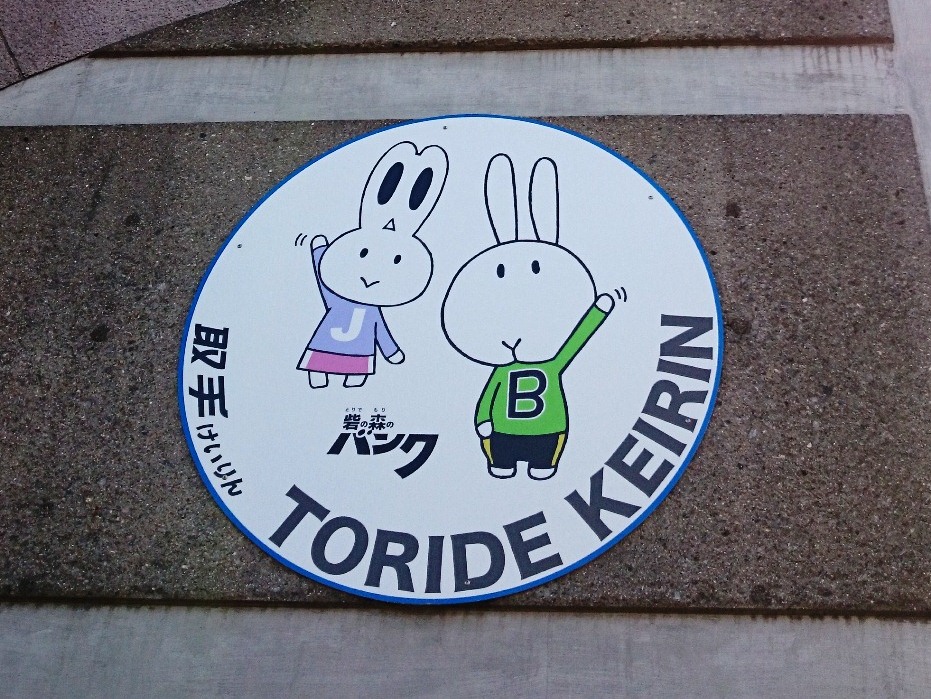 J
B
とりで もり
砦の森の
バンク
取手けいりん
TORIDE KEIRIN